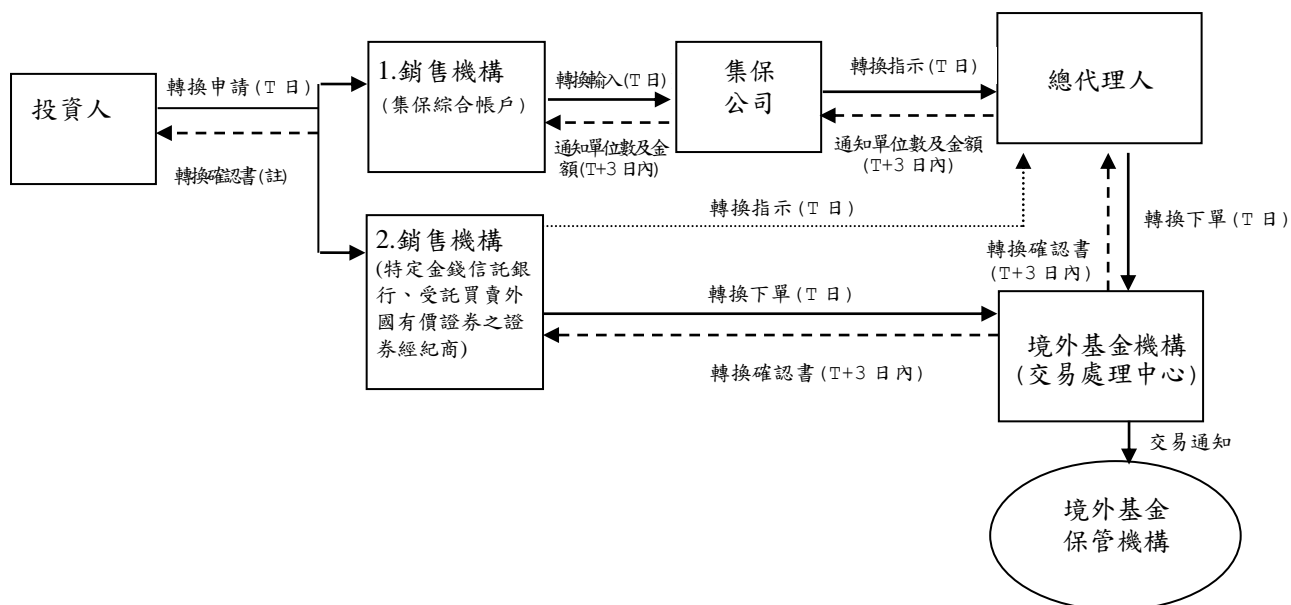 投資人
轉換申請(T 日)
轉換確認書(註)
1.銷售機構
(集保綜合帳戶)
轉換輸入(T 日)
通知單位數及金
額(T+3 日內)
集保
公司
轉換指示(T 日)
通知單位數及金額
(T+3 日內)
總代理人
2.銷售機構
(特定金錢信託銀
行、受託買賣外
國有價證券之證
券經紀商)
轉換指示(T 日)
轉換下單(T 日)
轉換確認書(T+3 日內)
轉換確認書
(T+3 日內)
轉換下單(T 日)
境外基金機構
(交易處理中心)
交易通知
境外基金
保管機構